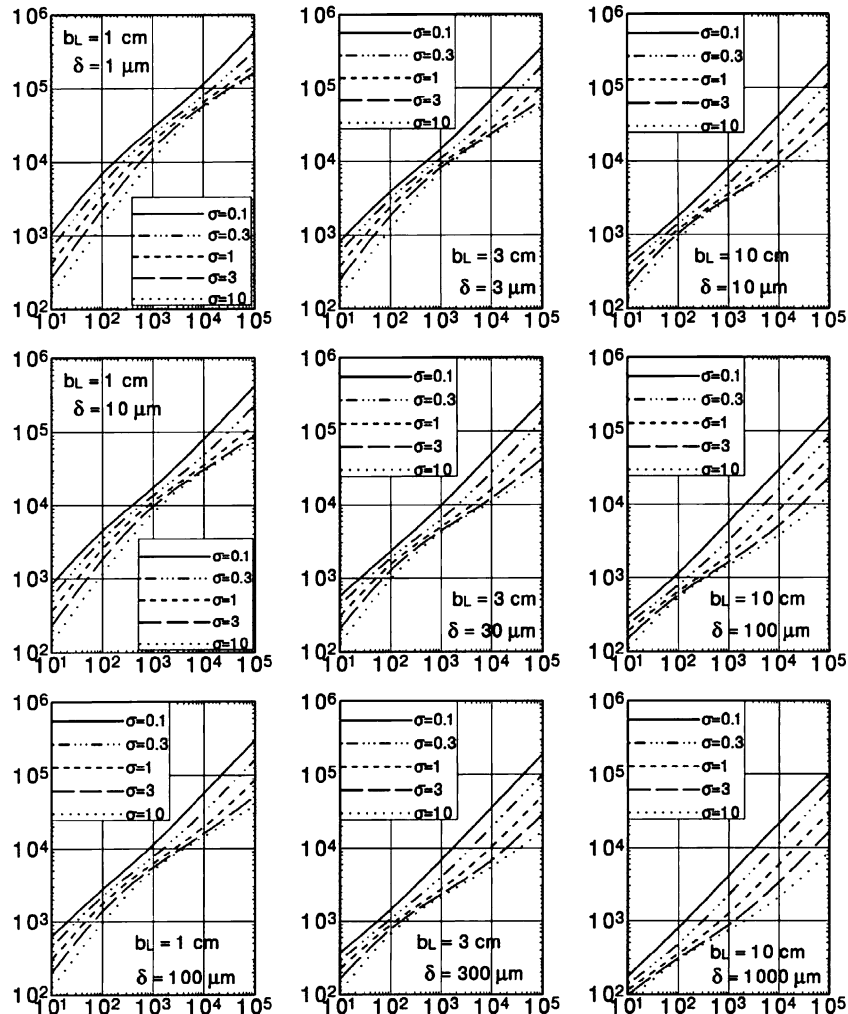 10⁶
10⁵
10⁴
10³
10²
bL = 1 cm
δ = 1 μm
σ=0.1
σ=0.3
σ=1
σ=3
σ=10
10¹ 10² 10³ 10⁴ 10⁵
10⁶
10⁵
10⁴
10³
10²
σ=0.1
σ=0.3
σ=1
σ=3
σ=10
bL = 3 cm
δ = 3 μm
10¹ 10² 10³ 10⁴ 10⁵
10⁶
10⁵
10⁴
10³
10²
σ=0.1
σ=0.3
σ=1
σ=3
σ=10
bL = 10 cm
δ = 10 μm
10¹ 10² 10³ 10⁴ 10⁵
10⁶
10⁵
10⁴
10³
10²
bL = 1 cm
δ = 10 μm
σ=0.1
σ=0.3
σ=1
σ=3
σ=10
10¹ 10² 10³ 10⁴ 10⁵
10⁶
10⁵
10⁴
10³
10²
σ=0.1
σ=0.3
σ=1
σ=3
σ=10
bL = 3 cm
δ = 30 μm
10¹ 10² 10³ 10⁴ 10⁵
10⁶
10⁵
10⁴
10³
10²
σ=0.1
σ=0.3
σ=1
σ=3
σ=10
bL = 10 cm
δ = 100 μm
10¹ 10² 10³ 10⁴ 10⁵
10⁶
10⁵
10⁴
10³
10²
σ=0.1
σ=0.3
σ=1
σ=3
σ=10
bL = 1 cm
δ = 100 μm
10¹ 10² 10³ 10⁴ 10⁵
10⁶
10⁵
10⁴
10³
10²
σ=0.1
σ=0.3
σ=1
σ=3
σ=10
bL = 3 cm
δ = 300 μm
10¹ 10² 10³ 10⁴ 10⁵
10⁶
10⁵
10⁴
10³
10²
σ=0.1
σ=0.3
σ=1
σ=3
σ=10
bL = 10 cm
δ = 1000 μm
10¹ 10² 10³ 10⁴ 10⁵